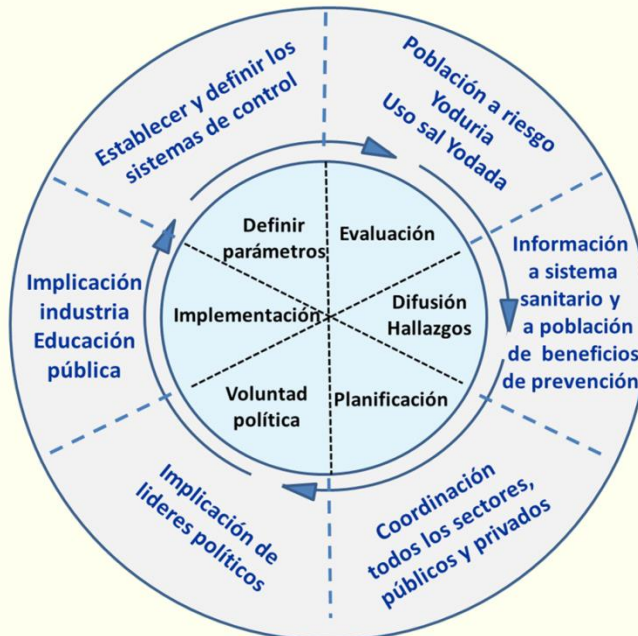 Establecer y definir los
sistemas de control
Población a riesgo
Yoduria
Uso sal Yodada
Información
a sistema
sanitario y
a población
de beneficios
de prevención
Coordinación
todos los sectores,
públicos y privados
Implicación de
lideres políticos
Implicación
industria
Educación
pública
Definir
parámetros
Evaluación
Difusión
Hallazgos
Planificación
Voluntad
política
Implementación